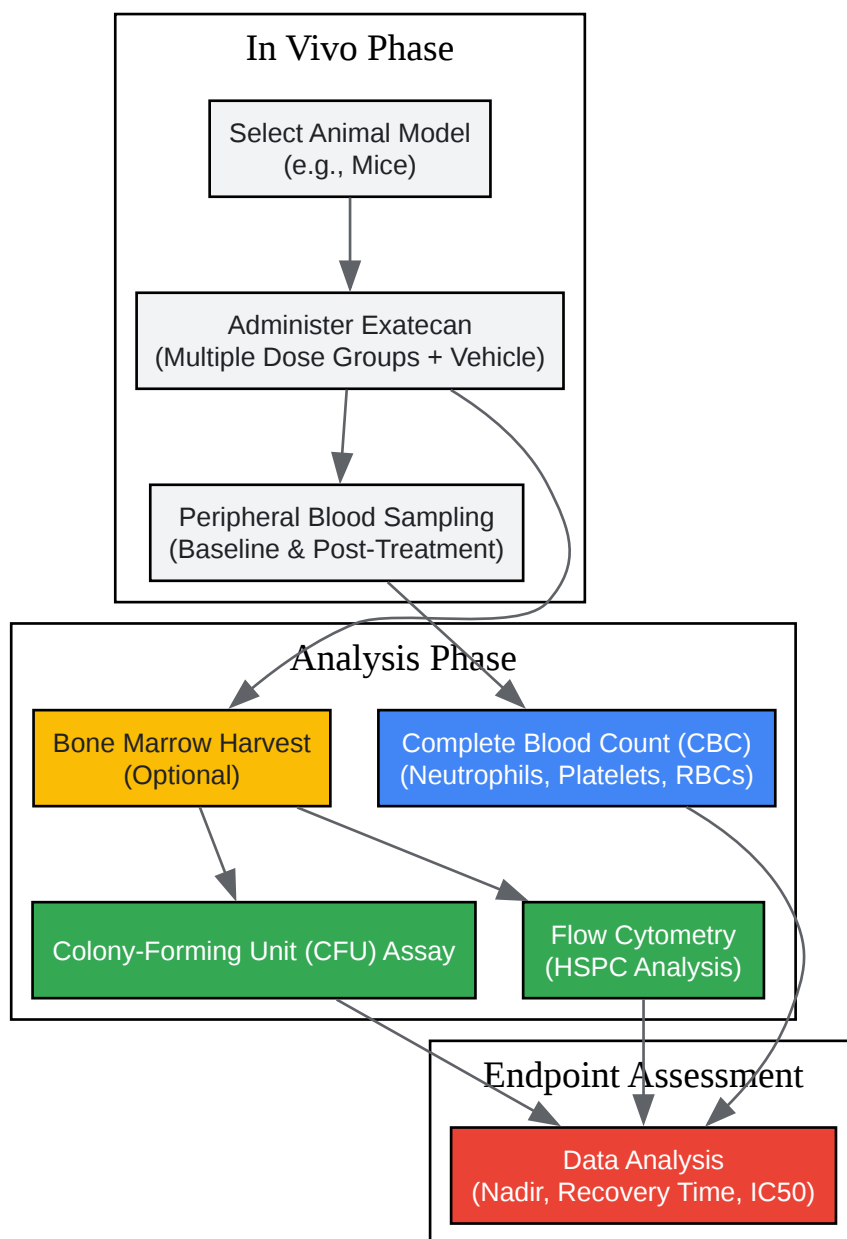 In Vivo Phase
Select Animal Model
(e.g., Mice)
Administer Exatecan
(Multiple Dose Groups + Vehicle)
Peripheral Blood Sampling
(Baseline & Post-Treatment)
Analysis Phase
Bone Marrow Harvest
(Optional)
Complete Blood Count (CBC)
(Neutrophils, Platelets, RBCs)
Colony-Forming Unit (CFU) Assay
Flow Cytometry
(HSPC Analysis)
Endpoint Assessment
Data Analysis
(Nadir, Recovery Time, IC50)